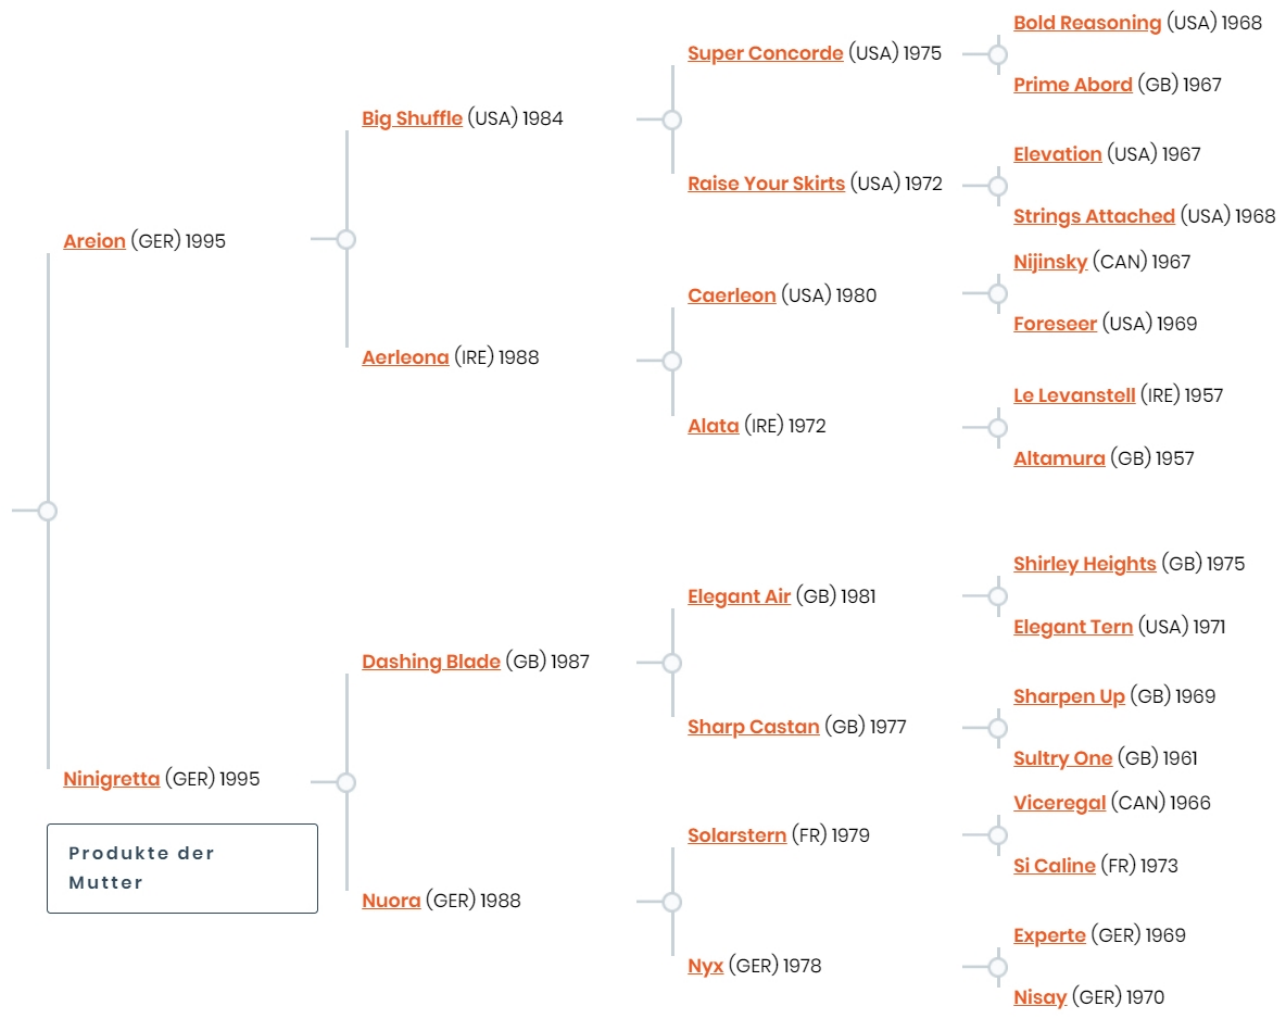 Bold Reasoning (USA) 1968
Super Concorde (USA) 1975
Prime Abord (GB) 1967
Big Shuffle (USA) 1984
Elevation (USA) 1967
Raise Your Skirts (USA) 1972
Strings Attached (USA) 1968
Areion (GER) 1995
Nijinsky (CAN) 1967
Caerleon (USA) 1980
Foreseer (USA) 1969
Aerleona (IRE) 1988
Le Levanstell (IRE) 1957
Alata (IRE) 1972
Altamura (GB) 1957
Shirley Heights (GB) 1975
Elegant Air (GB) 1981
Elegant Tern (USA) 1971
Dashing Blade (GB) 1987
Sharpen Up (GB) 1969
Sharp Castan (GB) 1977
Sultry One (GB) 1961
Ninigretta (GER) 1995
Viceregal (CAN) 1966
Solarstern (FR) 1979
Produkte der
Mutter
Si Caline (FR) 1973
Nuora (GER) 1988
Experte (GER) 1969
Nyx (GER) 1978
Nisay (GER) 1970